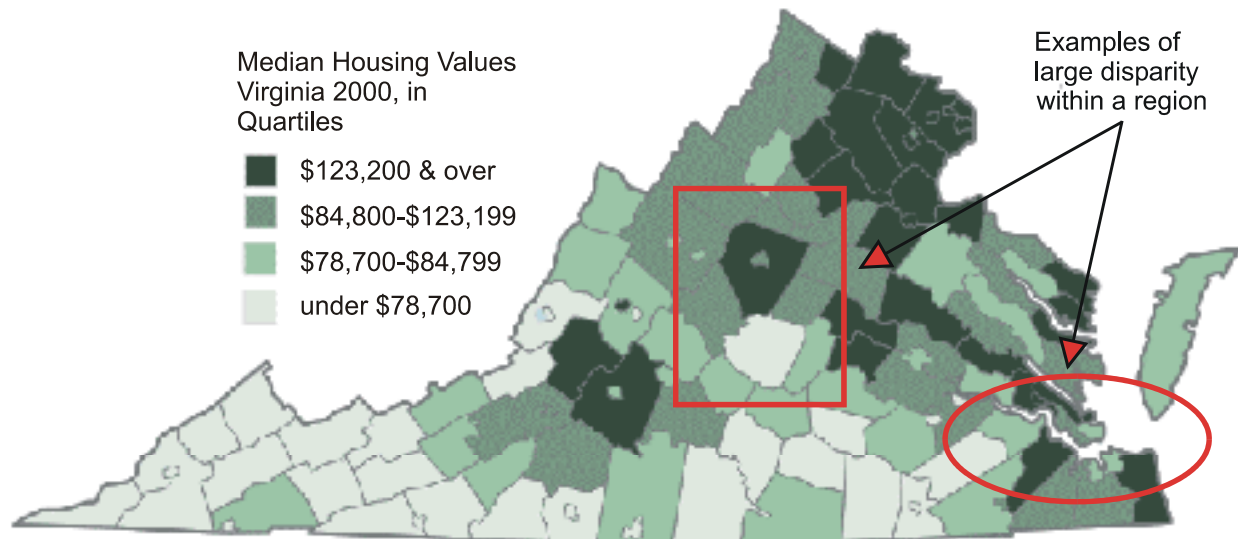 Median Housing Values
Virginia 2000, in
Quartiles
$123,200 & over
$84,800-$123,199
$78,700-$84,799
under $78,700
Examples of
large disparity
within a region